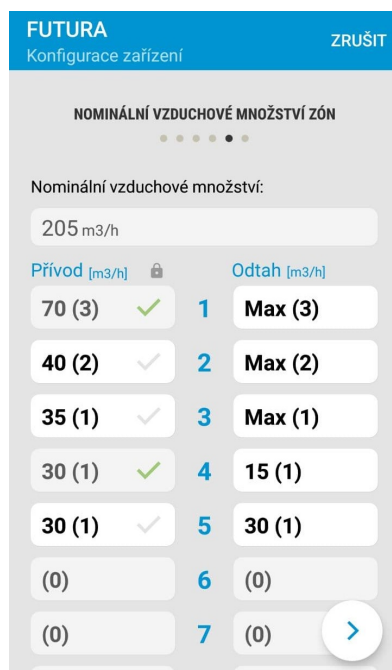 FUTURA
ZRUŠIT
Konfigurace zařízení
NOMINÁLNÍ VZDUCHOVÉ MNOŽSTVÍ ZÓN
Nominální vzduchové množství:
205 m3/h
Přívod [m3/h] Odtah [m3/h]
70 (3) 1 Max (3)
40 (2) 2 Max (2)
35 (1) 3 Max (1)
30 (1) 4 15 (1)
30 (1) 5 30 (1)
(0) 6 (0)
(0) 7 (0)